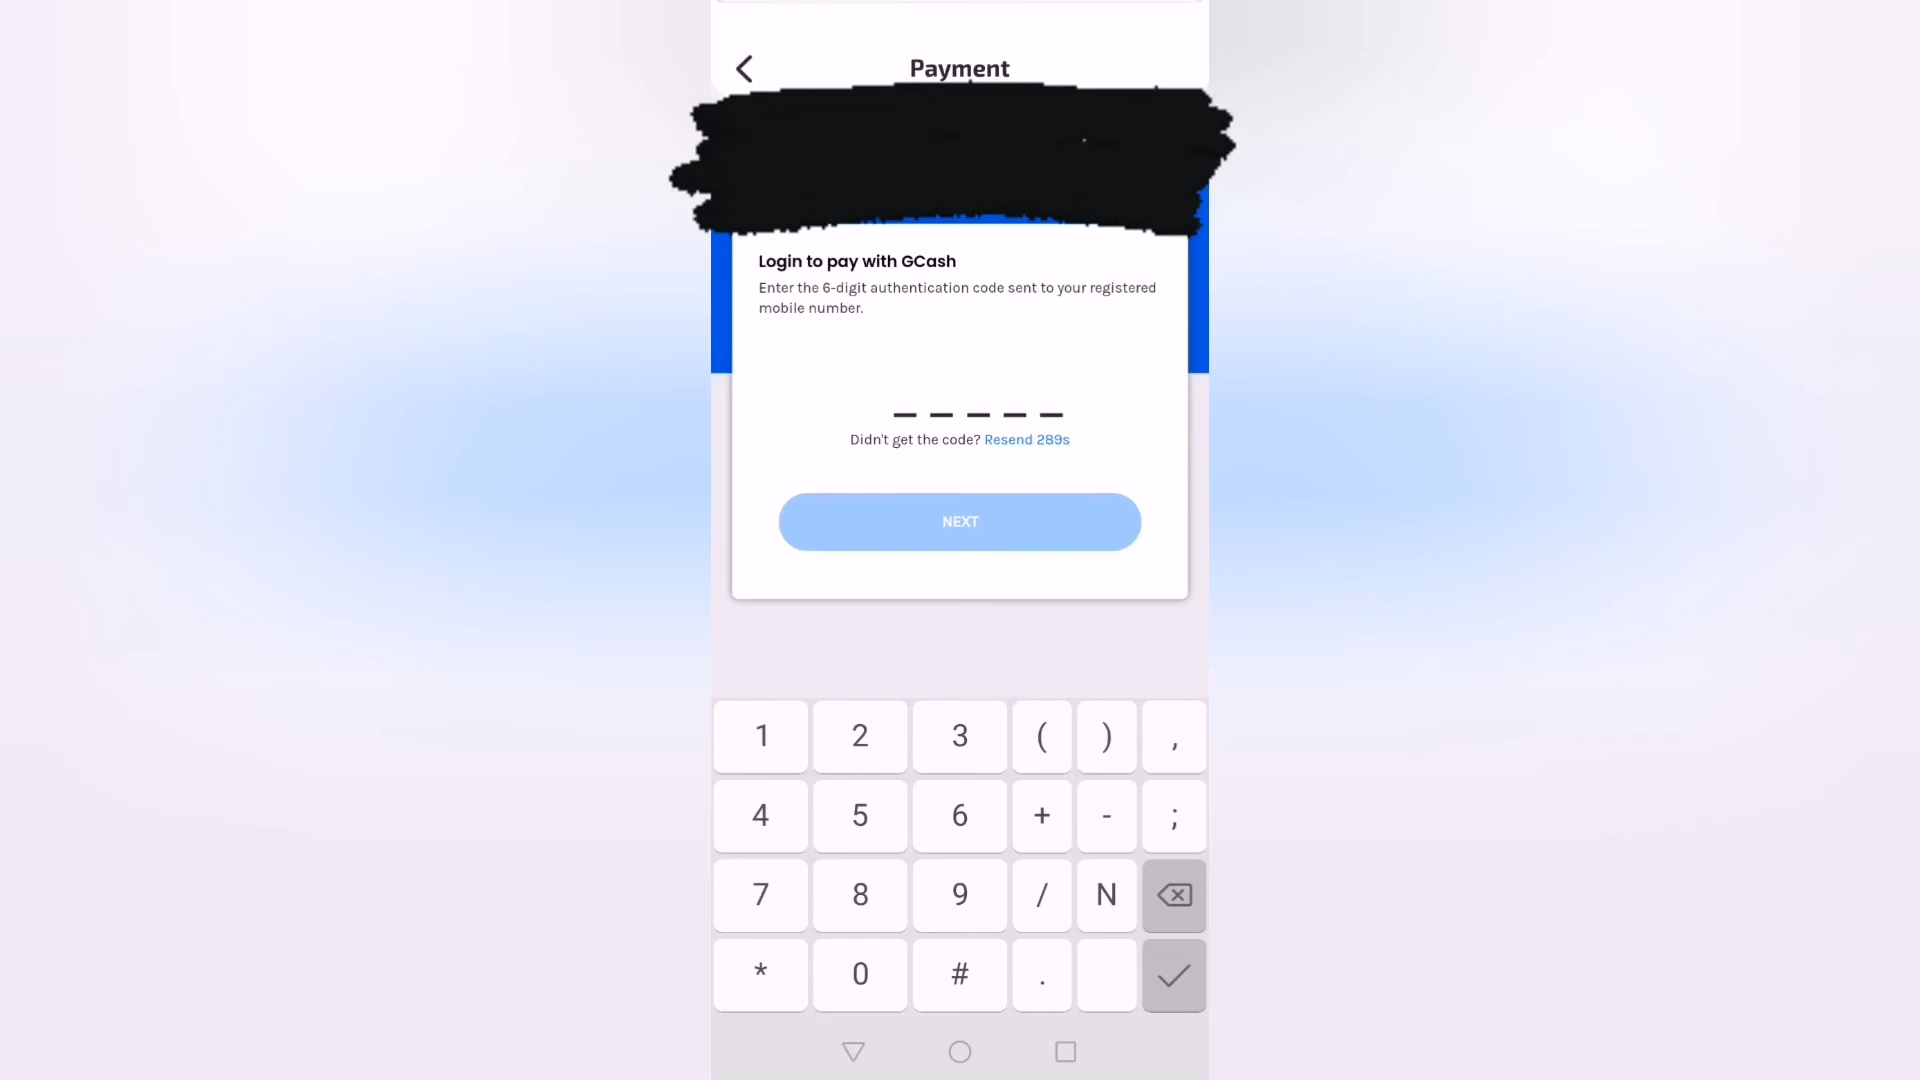 Payment
Login to pay with GCash
Enter the 6-digit authentication code sent to your registered
mobile number.
Didn't get the code? Resend 289s
NEXT
1 2 3 ( ) ,
4 5 6 + - ;
7 8 9 / N
* 0 # .